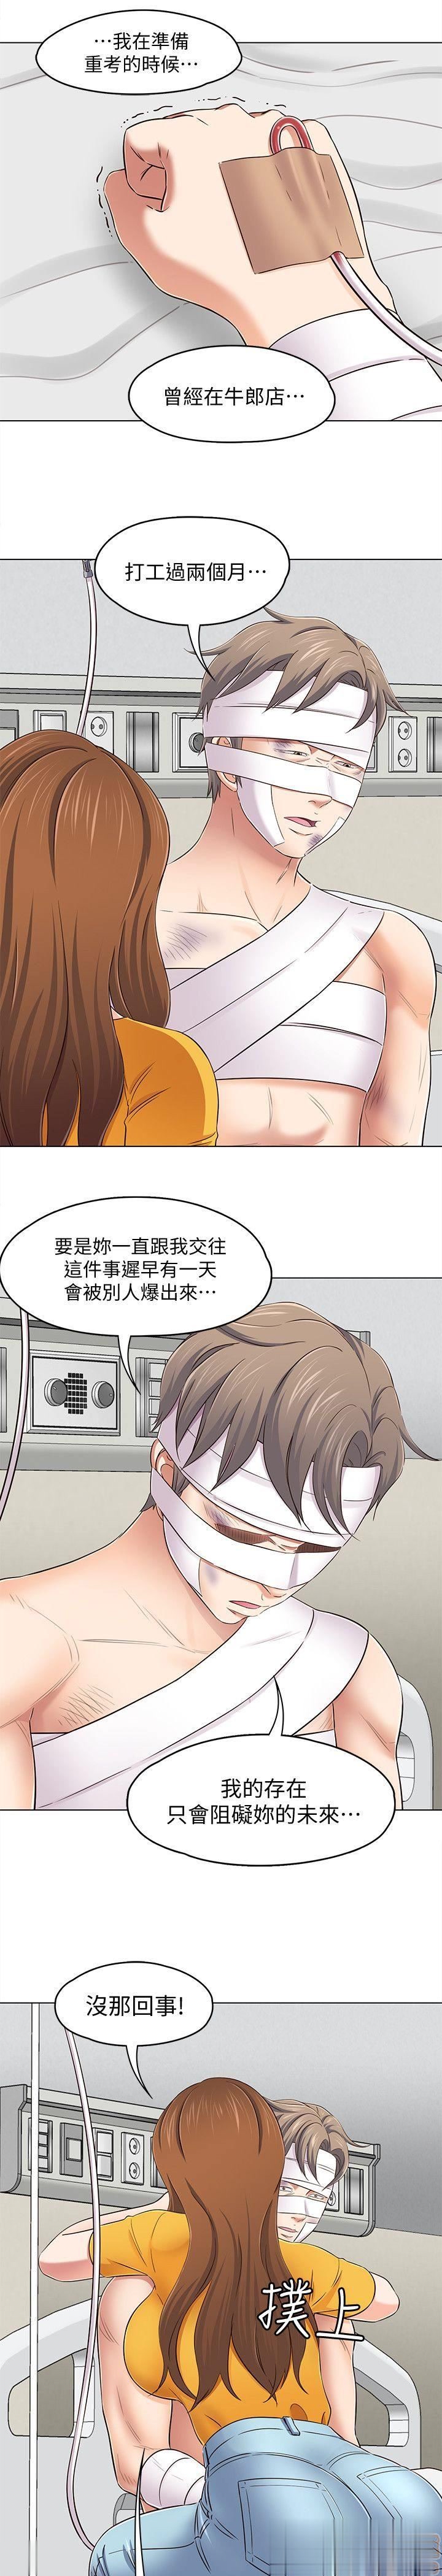 ⋯我在準備
重考的時候⋯
曾經在牛郎店⋯
打工過兩個月⋯
要是妳一直跟我交往
這件事遲早有一天
會被別人爆出來⋯
我的存在
只會阻礙妳的未來⋯
沒那回事!
撲上